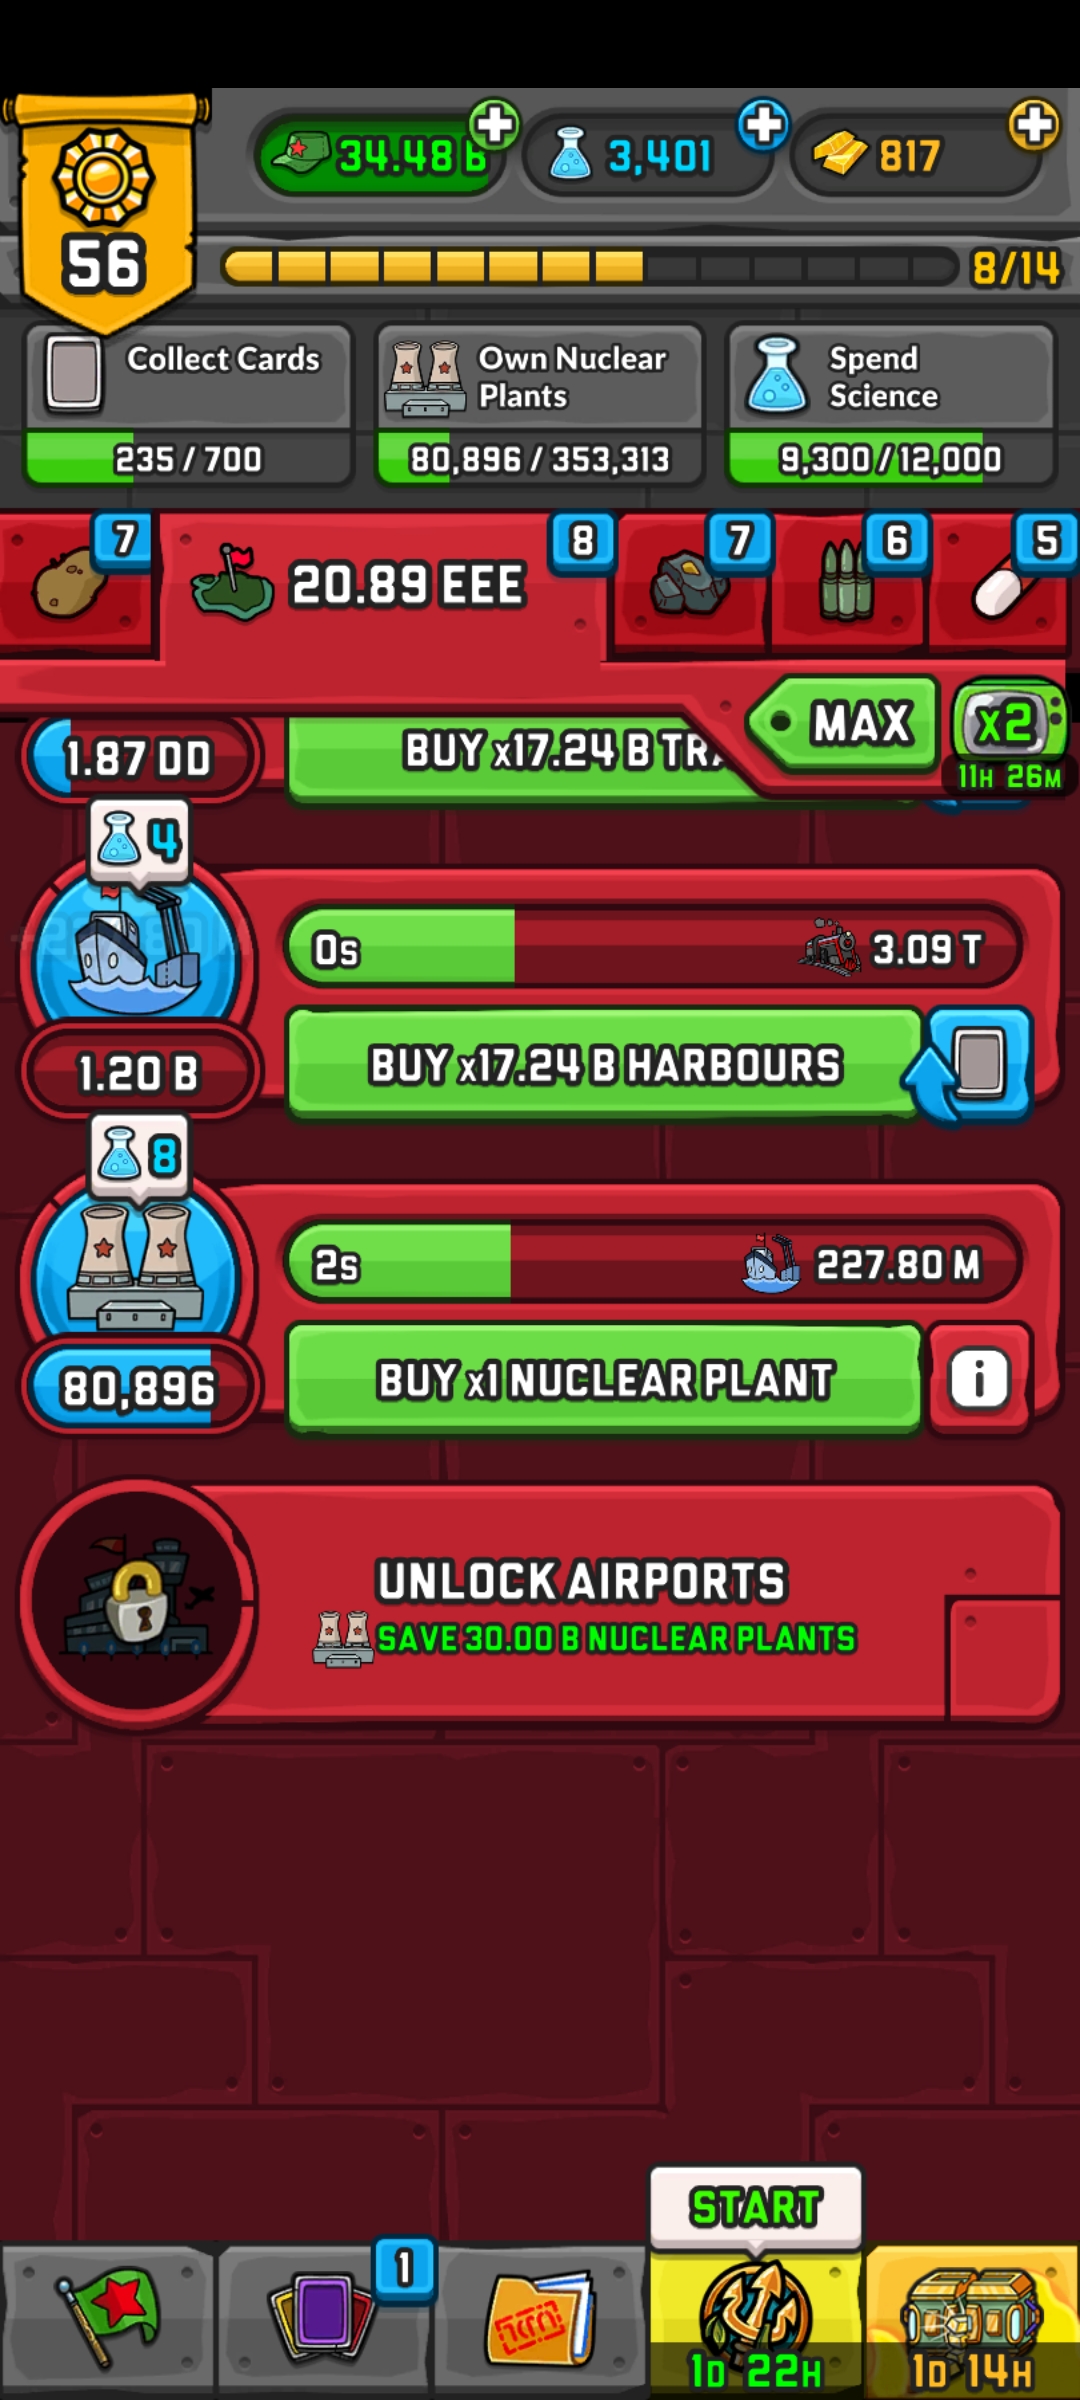 56
34.48 B
3,401
817
8/14
Collect Cards
235 / 700
Own Nuclear
Plants
80,896 / 353,313
Spend
Science
9,300 / 12,000
7
20.89 EEE
8
7
6
5
MAX
x2
11H 26M
1.87 DD
BUY x17.24 B
4
0s
3.09 T
1.20 B
BUY x17.24 B HARBOURS
8
2s
227.80 M
80,896
BUY x1 NUCLEAR PLANT
i
UNLOCK AIRPORTS
SAVE 30.00 B NUCLEAR PLANTS
START
1
1D 22H
1D 14H